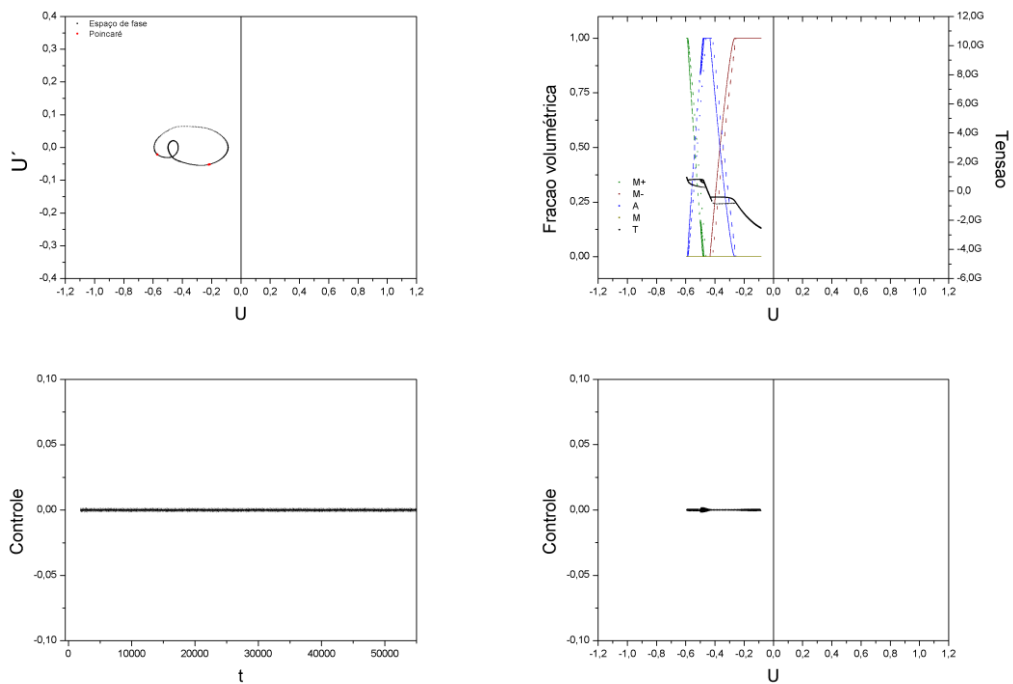 0,4
0,3
0,2
0,1
0,0
-0,1
-0,2
-0,3
-0,4
U´
Espaço de fase
Poincaré
-1,2 -1,0 -0,8 -0,6 -0,4 -0,2 0,0 0,2 0,4 0,6 0,8 1,0 1,2
U
1,00
0,75
0,50
0,25
0,00
Fracao volumétrica
M+
M-
A
M
T
12,0G
10,0G
8,0G
6,0G
4,0G
2,0G
0,0
-2,0G
-4,0G
-6,0G
Tensao
-1,2 -1,0 -0,8 -0,6 -0,4 -0,2 0,0 0,2 0,4 0,6 0,8 1,0 1,2
U
0,10
0,05
0,00
-0,05
-0,10
Controle
0 10000 20000 30000 40000 50000
t
0,10
0,05
0,00
-0,05
-0,10
Controle
-1,2 -1,0 -0,8 -0,6 -0,4 -0,2 0,0 0,2 0,4 0,6 0,8 1,0 1,2
U